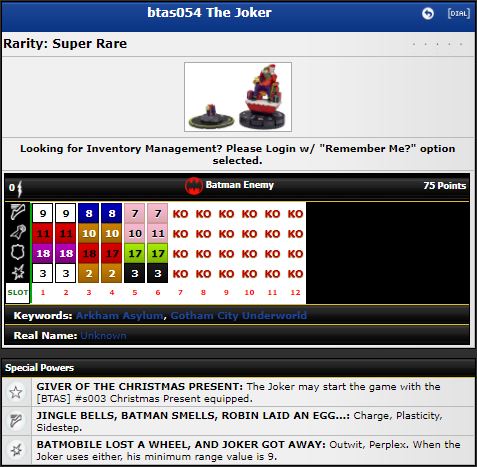 btas054 The Joker [DIAL]
Rarity: Super Rare
Looking for Inventory Management? Please Login w/ "Remember Me?" option
selected.
0 Batman Enemy 75 Points
9 9 8 8 7 7 KO KO KO KO KO KO
11 11 10 10 10 11 KO KO KO KO KO KO
18 18 18 17 17 17 KO KO KO KO KO KO
3 3 2 2 3 3 KO KO KO KO KO KO
SLOT 1 2 3 4 5 6 7 8 9 10 11 12
Keywords: Arkham Asylum, Gotham City Underworld
Real Name: Unknown
Special Powers
GIVER OF THE CHRISTMAS PRESENT: The Joker may start the game with the
[BTAS] #s003 Christmas Present equipped.
JINGLE BELLS, BATMAN SMELLS, ROBIN LAID AN EGG...: Charge, Plasticity,
Sidestep.
BATMOBILE LOST A WHEEL, AND JOKER GOT AWAY: Outwit, Perplex. When the
Joker uses either, his minimum range value is 9.